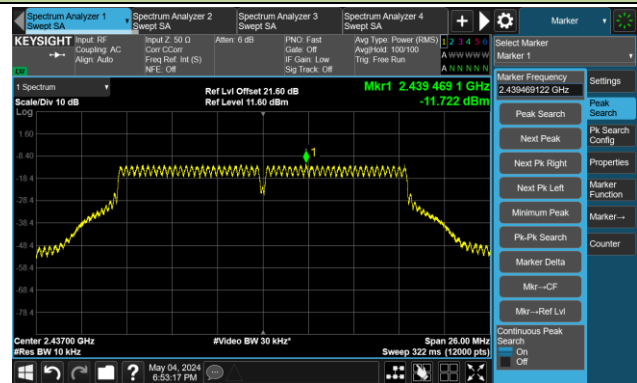 Spectrum Analyzer 1
Swept SA
Spectrum Analyzer 2
Swept SA
Spectrum Analyzer 3
Swept SA
Spectrum Analyzer 4
Swept SA
Marker
KEYSIGHT
Input: RF
Coupling: AC
Align: Auto
Input Z: 50 Ω
Corr CCorr
Freq Ref: Int (S)
NFE: Off
Atten: 6 dB
PNO: Fast
Gate: Off
IF Gain: Low
Sig Track: Off
Avg Type: Power (RMS)
Avg|Hold: 100/100
Trig: Free Run
1 2 3 4 5 6
A W W W W W
A N N N N N
LU
Select Marker
Marker 1
1 Spectrum
Scale/Div 10 dB
Log
Ref Lvl Offset 21.60 dB
Ref Level 11.60 dBm
Mkr1 2.439 469 1 GHz
-11.722 dBm
1.60
-8.40
-18.4
-28.4
-38.4
-48.4
-58.4
-68.4
-78.4
1
Center 2.43700 GHz
#Res BW 10 kHz
#Video BW 30 kHz*
Span 26.00 MHz
Sweep 322 ms (12000 pts)
Marker Frequency
2.439469122 GHz
Peak Search
Next Peak
Next Pk Right
Next Pk Left
Minimum Peak
Pk-Pk Search
Marker Delta
Mkr→CF
Mkr→Ref Lvl
Continuous Peak
Search
On
Off
Settings
Peak
Search
Pk Search
Config
Properties
Marker
Function
Marker→
Counter
?
May 04, 2024
6:53:17 PM